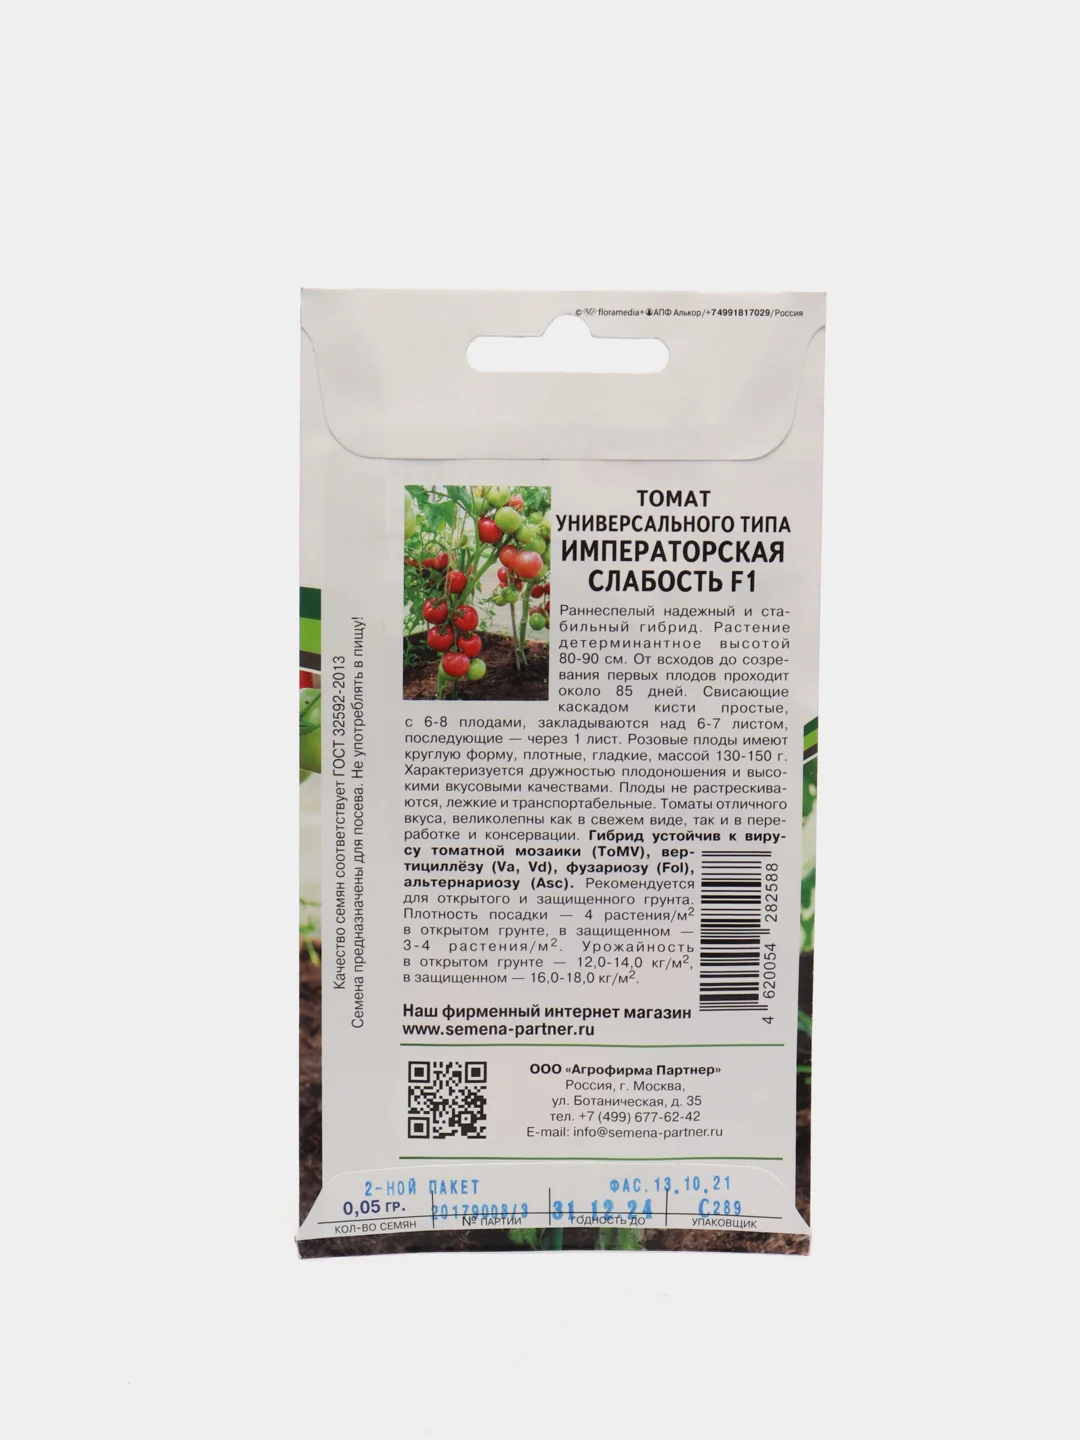 © floramedia+ АПФ Алькор/+74991817029/Россия
ТОМАТ
УНИВЕРСАЛЬНОГО ТИПА
ИМПЕРАТОРСКАЯ
СЛАБОСТЬ F1
Раннеспелый надежный и ста-
бильный гибрид. Растение
детерминантное высотой
80-90 см. От всходов до созре-
вания первых плодов проходит
около 85 дней. Свисающие
каскадом кисти простые,
с 6-8 плодами, закладываются над 6-7 листом,
последующие — через 1 лист. Розовые плоды имеют
круглую форму, плотные, гладкие, массой 130-150 г.
Характеризуется дружностью плодоношения и высо-
кими вкусовыми качествами. Плоды не растрескива-
ются, лежкие и транспортабельные. Томаты отличного
вкуса, великолепны как в свежем виде, так и в пере-
работке и консервации. Гибрид устойчив к виру-
су томатной мозаики (ToMV), вер-
тициллёзу (Va, Vd), фузариозу (Fol),
альтернариозу (Asc). Рекомендуется
для открытого и защищенного грунта.
Плотность посадки — 4 растения/м²
в открытом грунте, в защищенном —
3-4 растения/м². Урожайность
в открытом грунте — 12,0-14,0 кг/м²,
в защищенном — 16,0-18,0 кг/м².
4 620054 282588
Наш фирменный интернет магазин
www.semena-partner.ru
Качество семян соответствует ГОСТ 32592-2013
Семена предназначены для посева. Не употреблять в пищу!
ООО «Агрофирма Партнер»
Россия, г. Москва,
ул. Ботаническая, д. 35
тел. +7 (499) 677-62-42
E-mail: info@semena-partner.ru
2-НОЙ ПАКЕТ ФАС.13.10.21
0,05 ГР. 20179008/3 31.12.24 С289
КОЛ-ВО СЕМЯН № ПАРТИИ ГОДНОСТЬ ДО УПАКОВЩИК